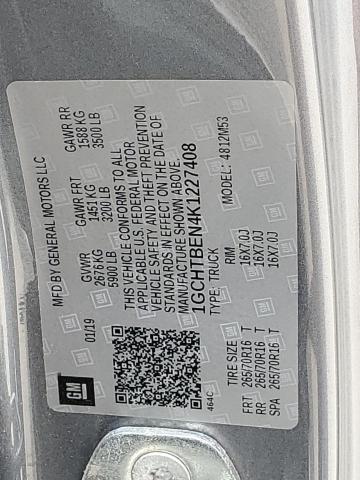 MFD BY GENERAL MOTORS LLC
01/19
GVWR GAWR FRT GAWR RR
2676 KG 1451 KG 1588 KG
5900 LB 3200 LB 3500 LB
THIS VEHICLE CONFORMS TO ALL
APPLICABLE U.S. FEDERAL MOTOR
VEHICLE SAFETY AND THEFT PREVENTION
STANDARDS IN EFFECT ON THE DATE OF
MANUFACTURE SHOWN ABOVE.
1GCHTBEN4K1227408
TYPE: TRUCK MODEL: 4812M53
464C
GM
TIRE SIZE RIM
FRT 265/70R16 T 16X7.0J
RR 265/70R16 T 16X7.0J
SPA 265/70R16 T 16X7.0J